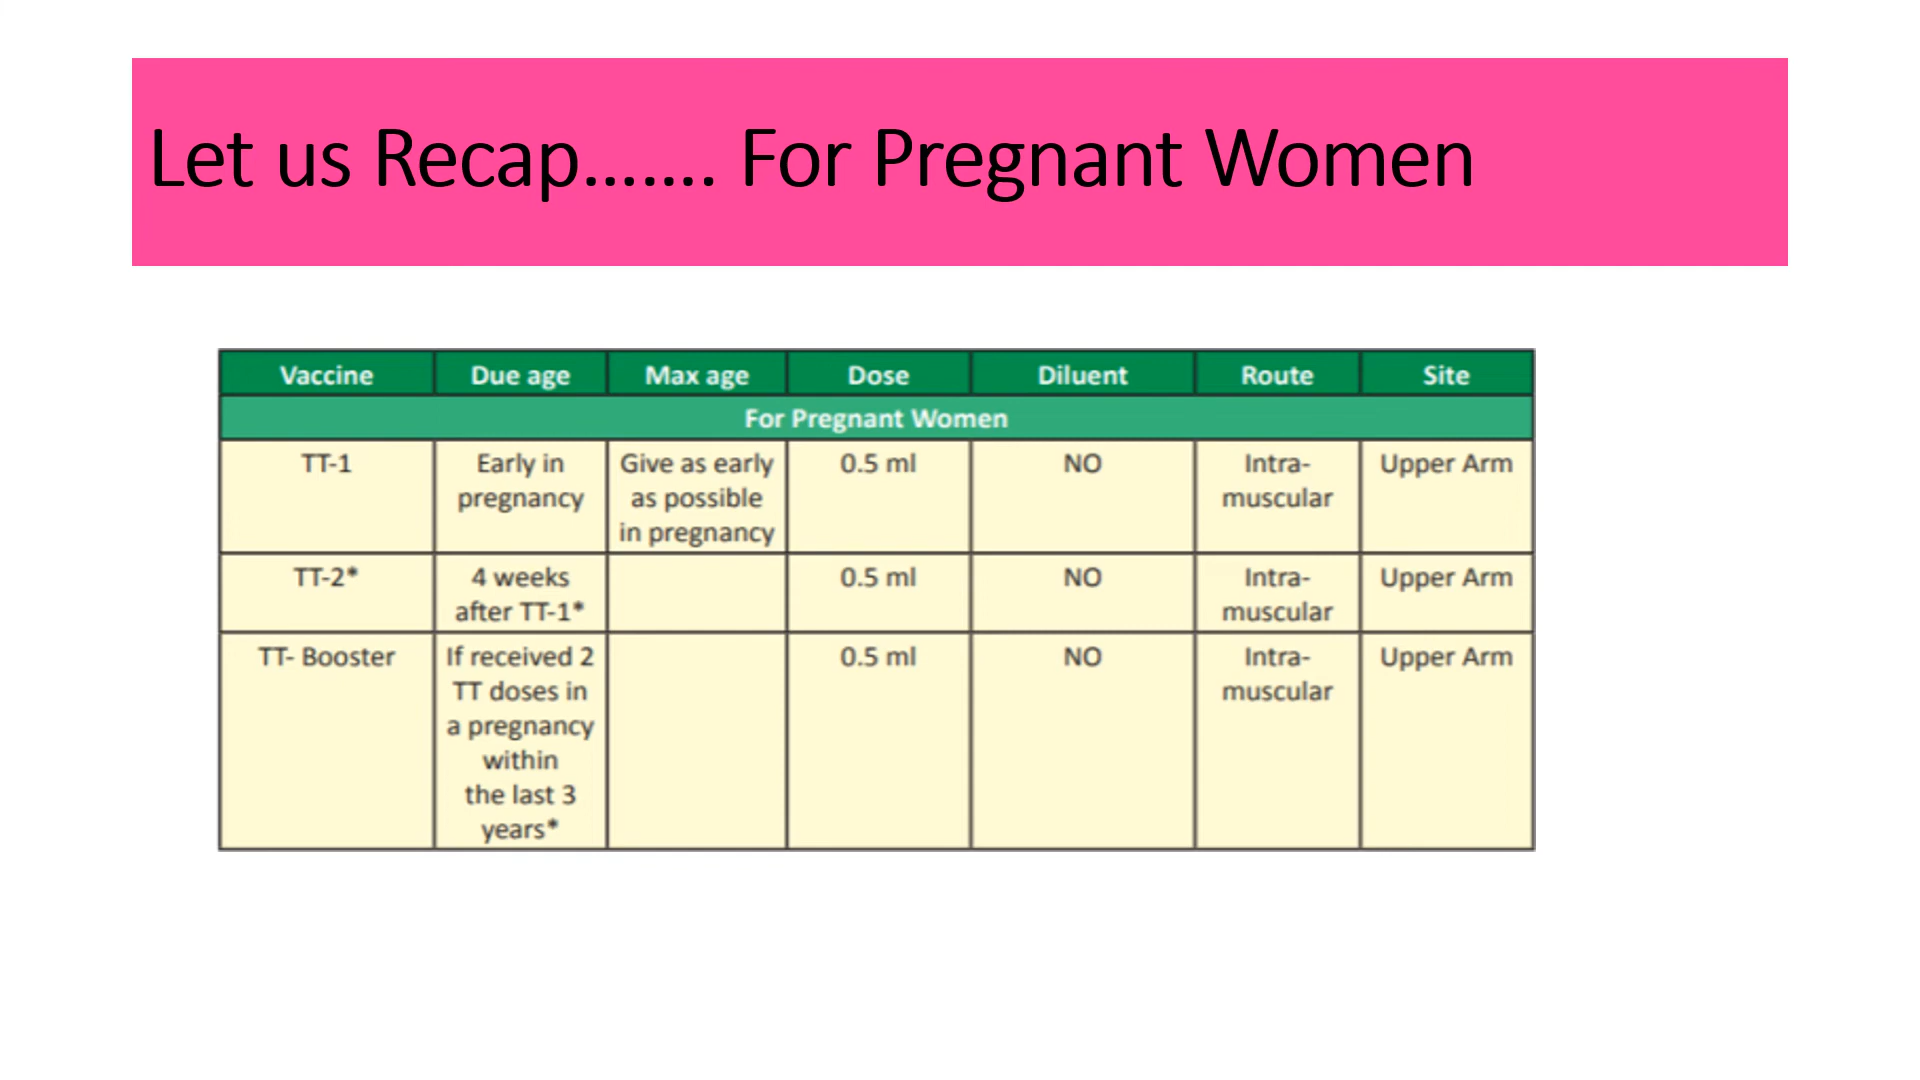 Let us Recap....... For Pregnant Women
Vaccine Due age Max age Dose Diluent Route Site
For Pregnant Women
TT-1 Early in Give as early 0.5 ml NO Intra- Upper Arm
pregnancy as possible muscular
in pregnancy
TT-2* 4 weeks 0.5 ml NO Intra- Upper Arm
after TT-1* muscular
TT- Booster If received 2 0.5 ml NO Intra- Upper Arm
TT doses in muscular
a pregnancy
within
the last 3
years*